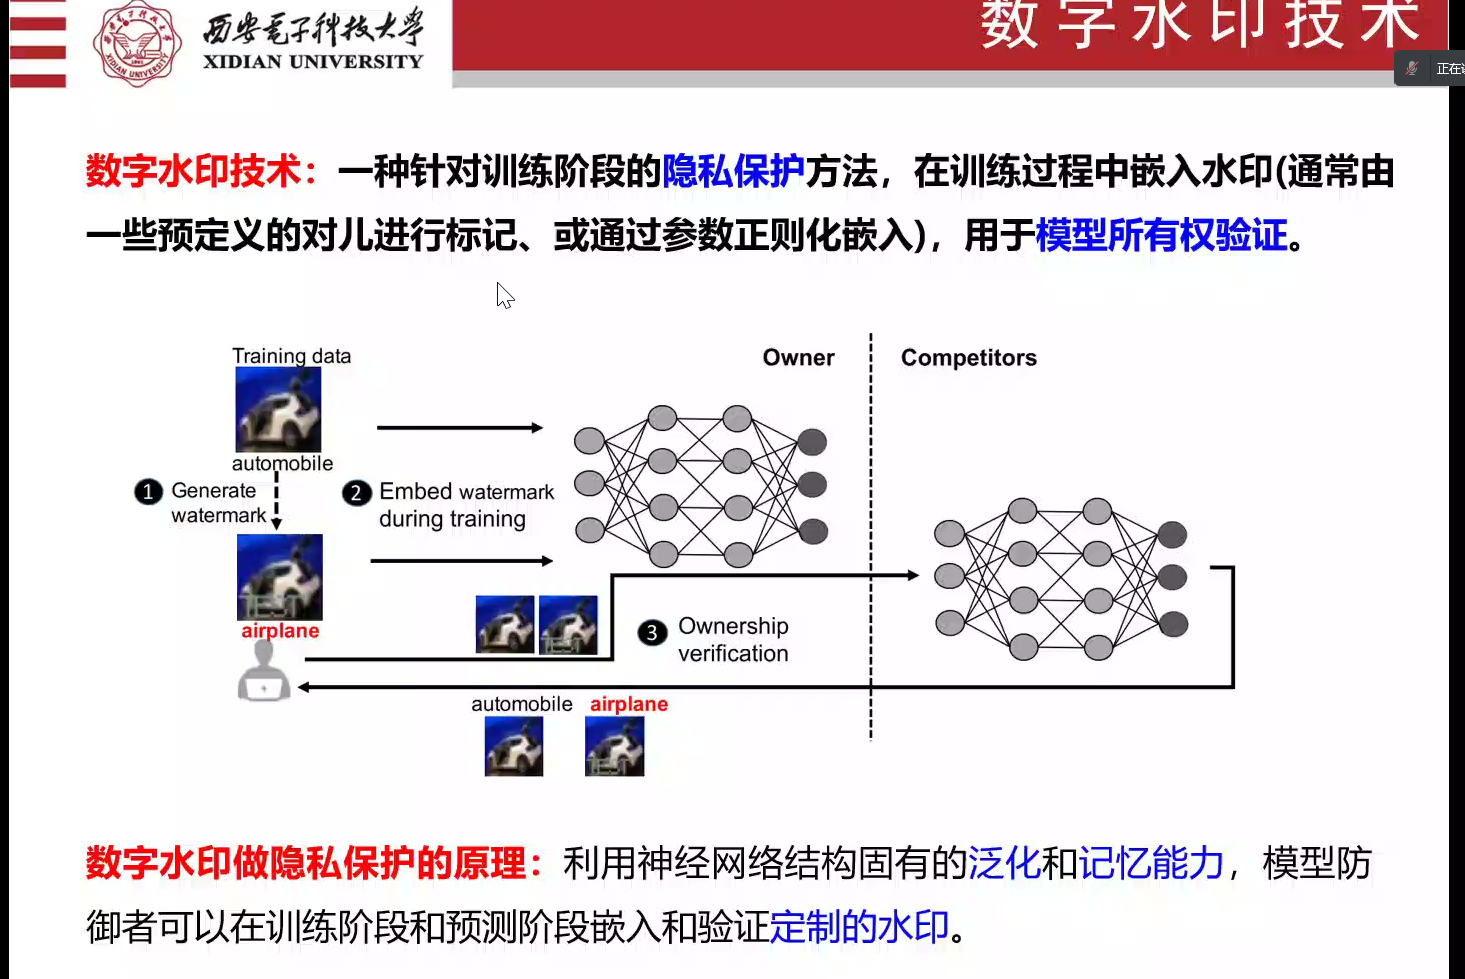 西安电子科技大学
XIDIAN UNIVERSITY
数字水印技术
正在
数字水印技术：一种针对训练阶段的隐私保护方法，在训练过程中嵌入水印(通常由
一些预定义的对儿进行标记、或通过参数正则化嵌入)，用于模型所有权验证。
Training data
automobile
1 Generate
watermark
2 Embed watermark
during training
Owner
Competitors
TEST
airplane
TEST
3 Ownership
verification
automobile airplane
TEST
数字水印做隐私保护的原理：利用神经网络结构固有的泛化和记忆能力，模型防
御者可以在训练阶段和预测阶段嵌入和验证定制的水印。